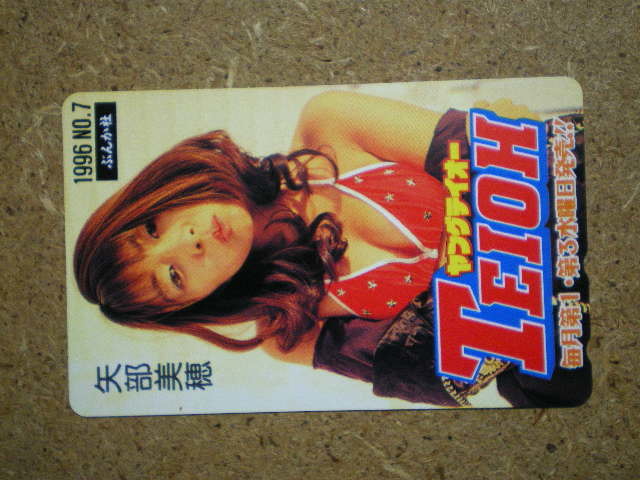 1996 NO.7
ぶんか社
ヤングテイオー
TEIOH
毎月第1・第3水曜日発売!!
矢部美穂